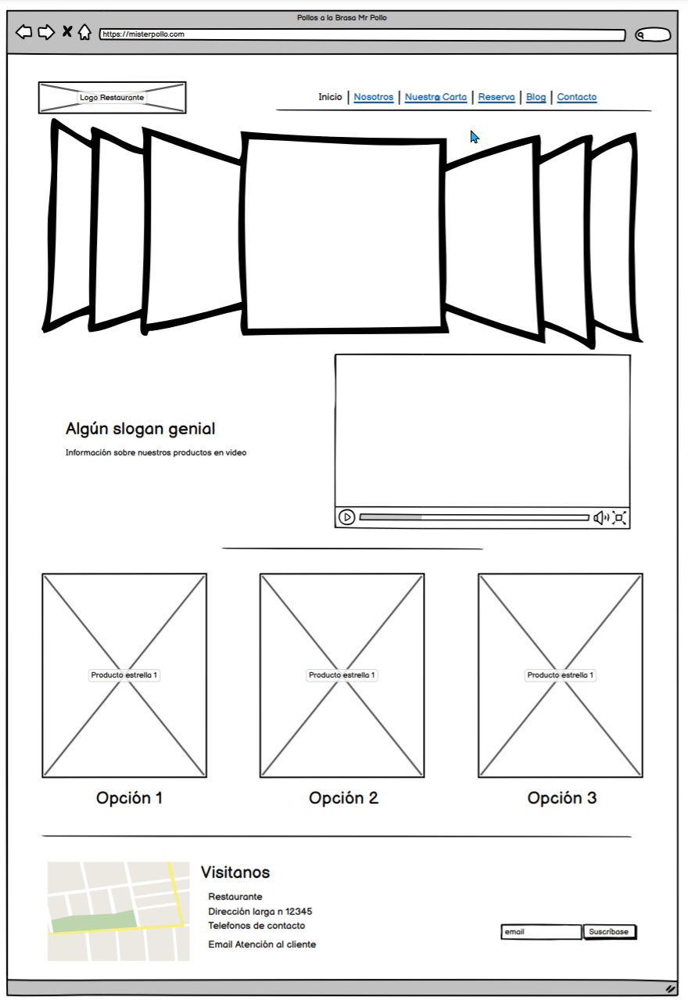 Pollos a la Brasa Mr Pollo
https://misterpollo.com
Logo Restaurante
Inicio | Nosotros | Nuestra Carta | Reserva | Blog | Contacto
Algún slogan genial
Información sobre nuestros productos en video
Producto estrella 1
Producto estrella 1
Producto estrella 1
Opción 1
Opción 2
Opción 3
Visitanos
Restaurante
Dirección larga n 12345
Telefonos de contacto
Email Atención al cliente
email
Suscríbase